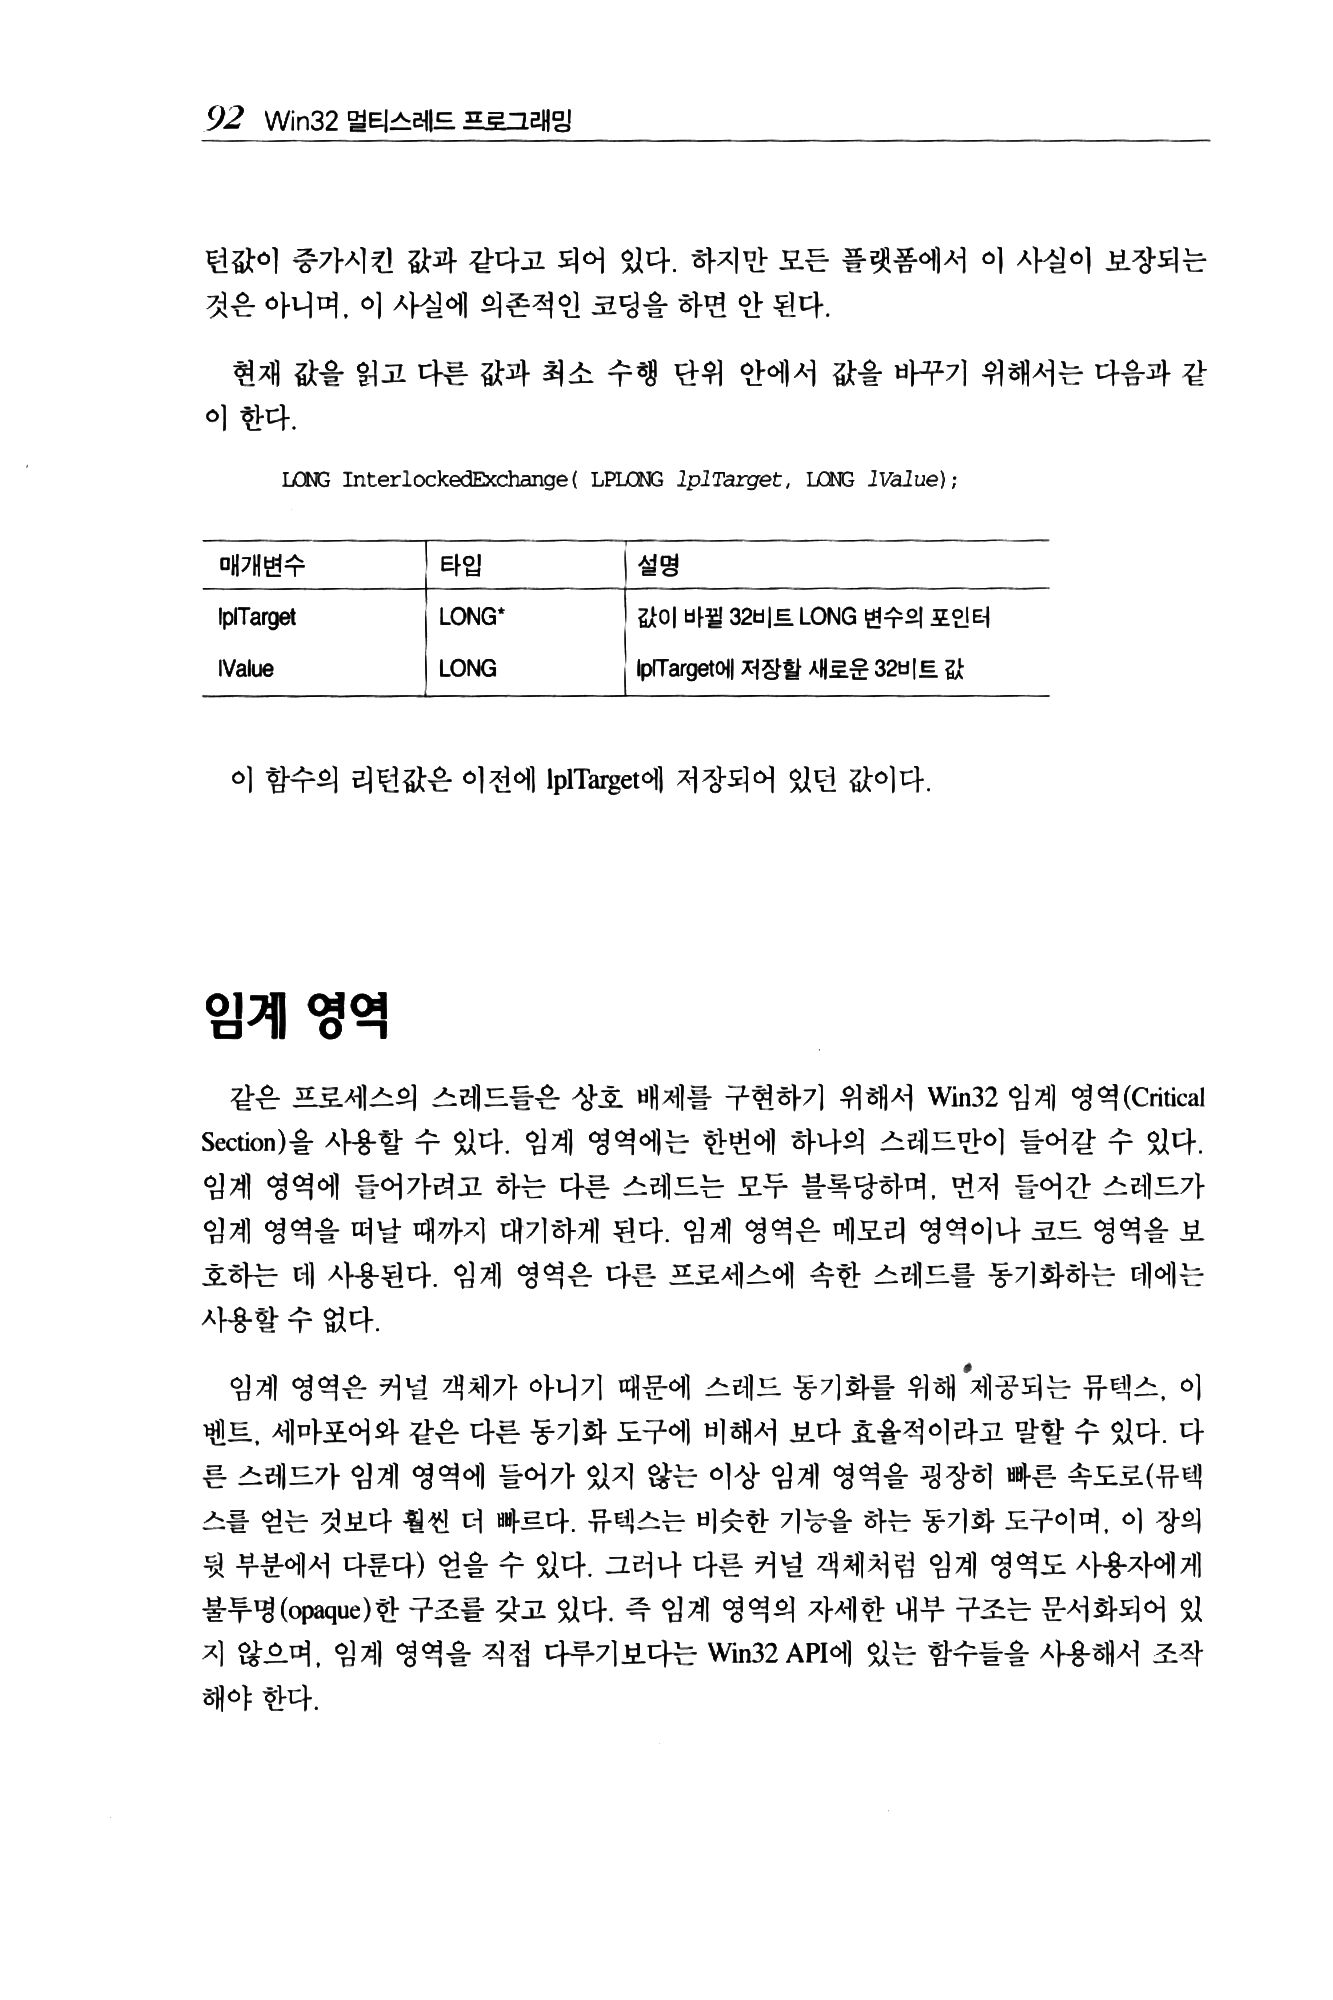 92 Win32 멀티스레드 프로그래밍
턴값이 증가시킨 값과 같다고 되어 있다. 하지만 모든 플랫폼에서 이 사실이 보장되는
것은 아니며, 이 사실에 의존적인 코딩을 하면 안 된다.
현재 값을 읽고 다른 값과 최소 수행 단위 안에서 값을 바꾸기 위해서는 다음과 같
이 한다.
LONG InterlockedExchange( LPLONG lplTarget, LONG lValue);
매개변수 타입 설명
lplTarget LONG* 값이 바뀔 32비트 LONG 변수의 포인터
lValue LONG lplTarget에 저장할 새로운 32비트 값
이 함수의 리턴값은 이전에 lplTarget에 저장되어 있던 값이다.
임계 영역
같은 프로세스의 스레드들은 상호 배제를 구현하기 위해서 Win32 임계 영역(Critical
Section)을 사용할 수 있다. 임계 영역에는 한번에 하나의 스레드만이 들어갈 수 있다.
임계 영역에 들어가려고 하는 다른 스레드는 모두 블록당하며, 먼저 들어간 스레드가
임계 영역을 떠날 때까지 대기하게 된다. 임계 영역은 메모리 영역이나 코드 영역을 보
호하는 데 사용된다. 임계 영역은 다른 프로세스에 속한 스레드를 동기화하는 데에는
사용할 수 없다.
임계 영역은 커널 객체가 아니기 때문에 스레드 동기화를 위해 제공되는 뮤텍스, 이
벤트, 세마포어와 같은 다른 동기화 도구에 비해서 보다 효율적이라고 말할 수 있다. 다
른 스레드가 임계 영역에 들어가 있지 않는 이상 임계 영역을 굉장히 빠른 속도로(뮤텍
스를 얻는 것보다 훨씬 더 빠르다. 뮤텍스는 비슷한 기능을 하는 동기화 도구이며, 이 장의
뒷 부분에서 다룬다) 얻을 수 있다. 그러나 다른 커널 객체처럼 임계 영역도 사용자에게
불투명(opaque)한 구조를 갖고 있다. 즉 임계 영역의 자세한 내부 구조는 문서화되어 있
지 않으며, 임계 영역을 직접 다루기보다는 Win32 API에 있는 함수들을 사용해서 조작
해야 한다.